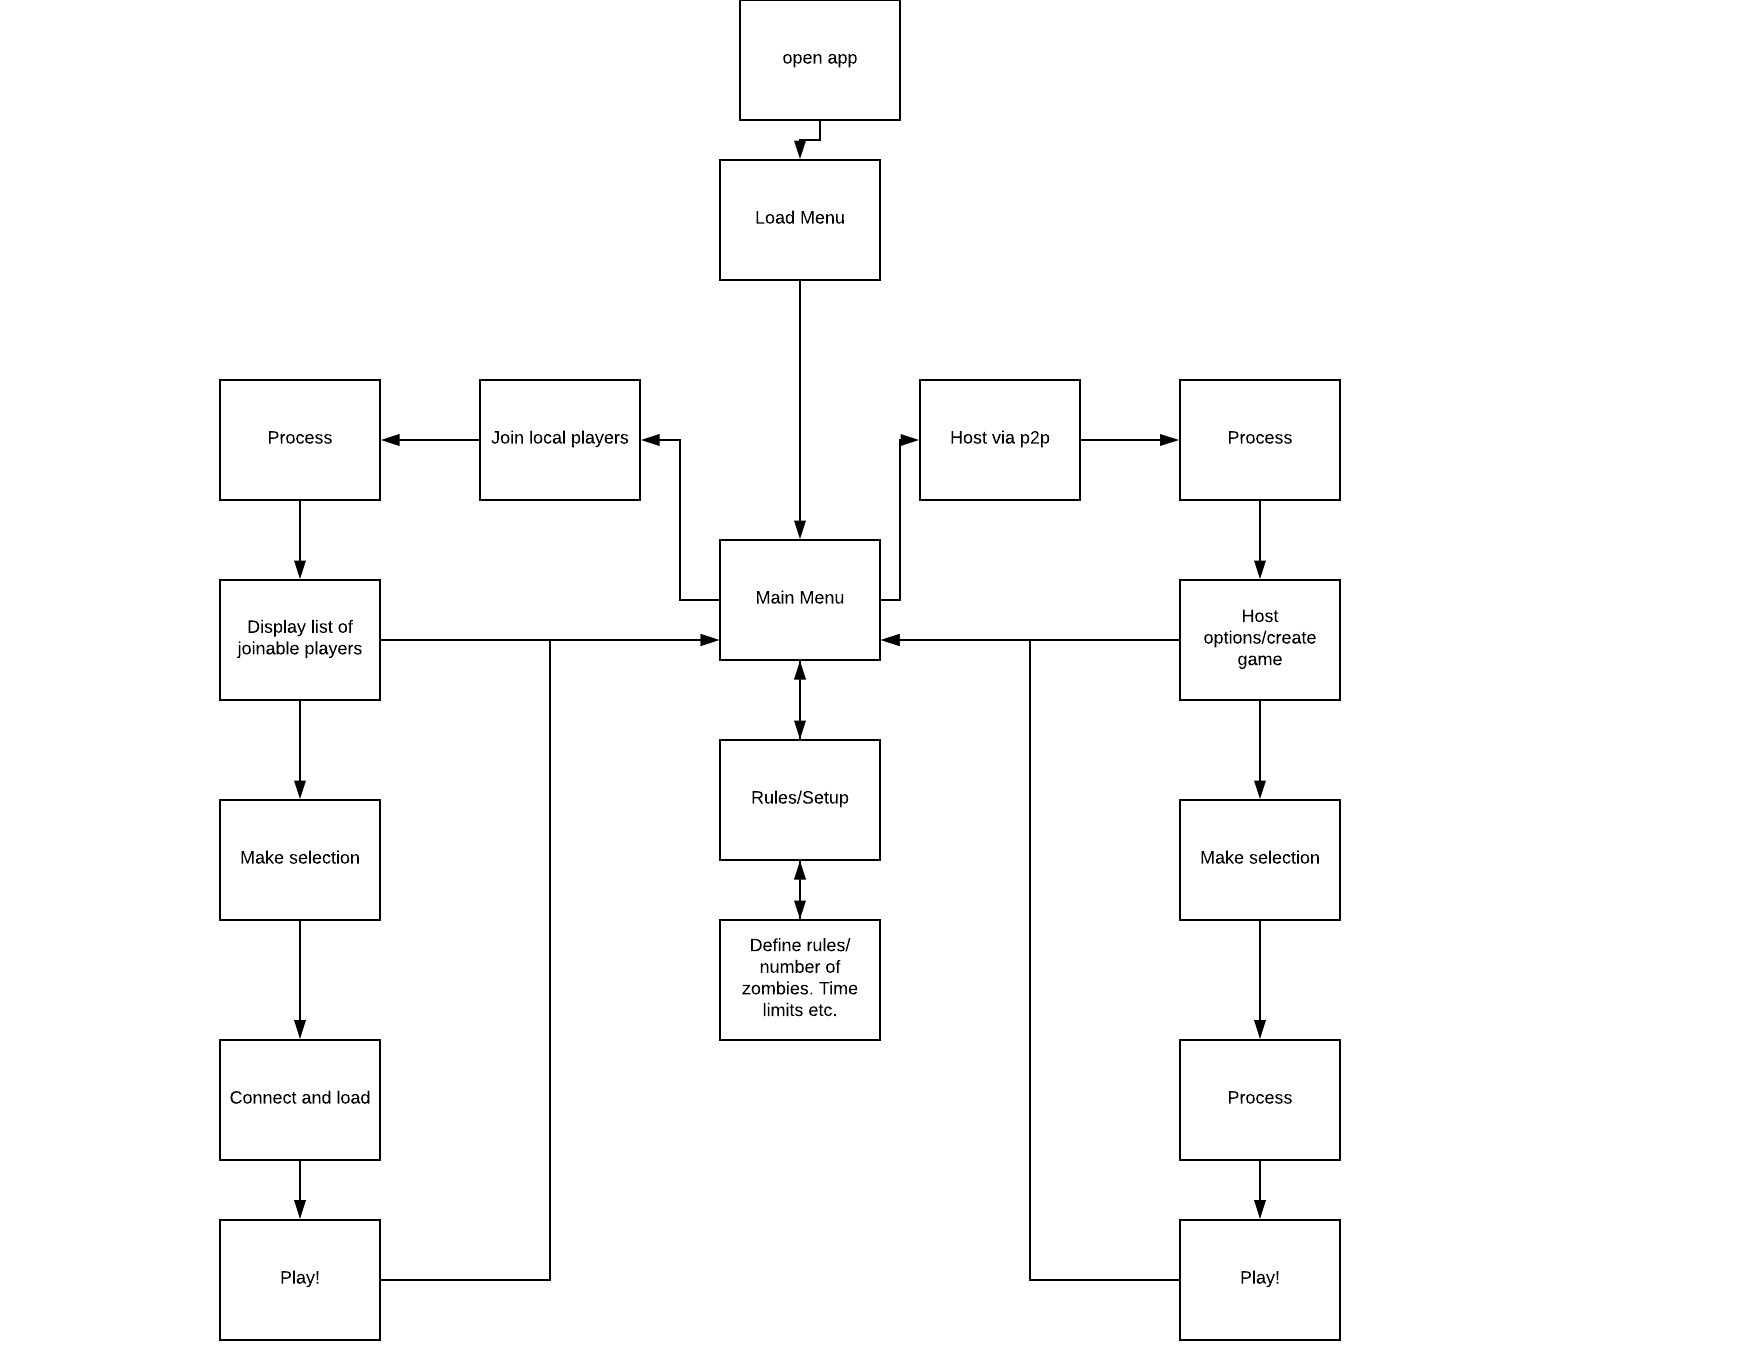 open app
Load Menu
Process
Join local players
Host via p2p
Process
Main Menu
Display list of
joinable players
Host
options/create
game
Rules/Setup
Make selection
Make selection
Define rules/
number of
zombies. Time
limits etc.
Connect and load
Process
Play!
Play!